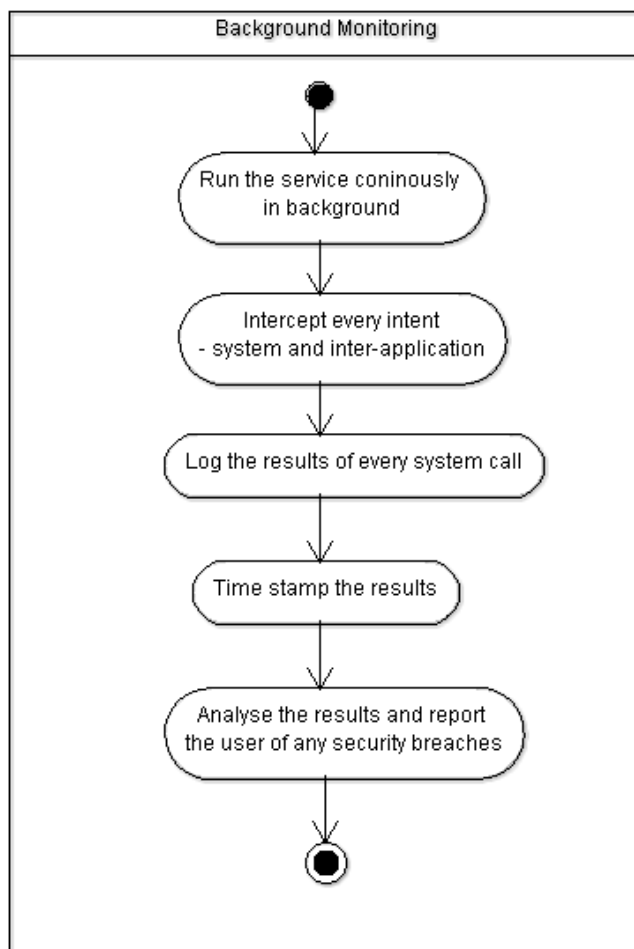 Background Monitoring
Run the service coninously
in background
Intercept every intent
- system and inter-application
Log the results of every system call
Time stamp the results
Analyse the results and report
the user of any security breaches